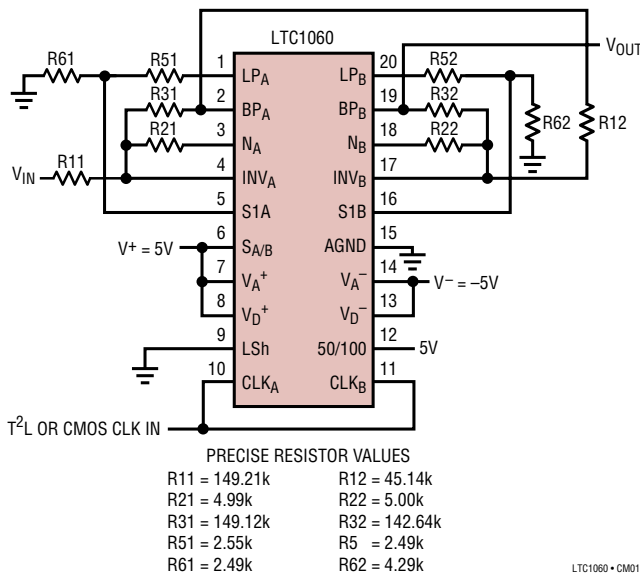 LTC1060
R61
R51
1
LPA
R31
2
BPA
R21
3
NA
VIN
R11
4
INVA
5
S1A
V+ = 5V
6
SA/B
7
VA+
8
VD+
9
LSh
10
CLKA
T2L OR CMOS CLK IN
20
LPB
R52
VOUT
19
BPB
R32
18
NB
R22
R62
R12
17
INVB
16
S1B
15
AGND
14
VA−
V− = –5V
13
VD−
12
50/100
5V
11
CLKB
PRECISE RESISTOR VALUES
R11 = 149.21k R12 = 45.14k
R21 = 4.99k R22 = 5.00k
R31 = 149.12k R32 = 142.64k
R51 = 2.55k R5 = 2.49k
R61 = 2.49k R62 = 4.29k
LTC1060 • CM01